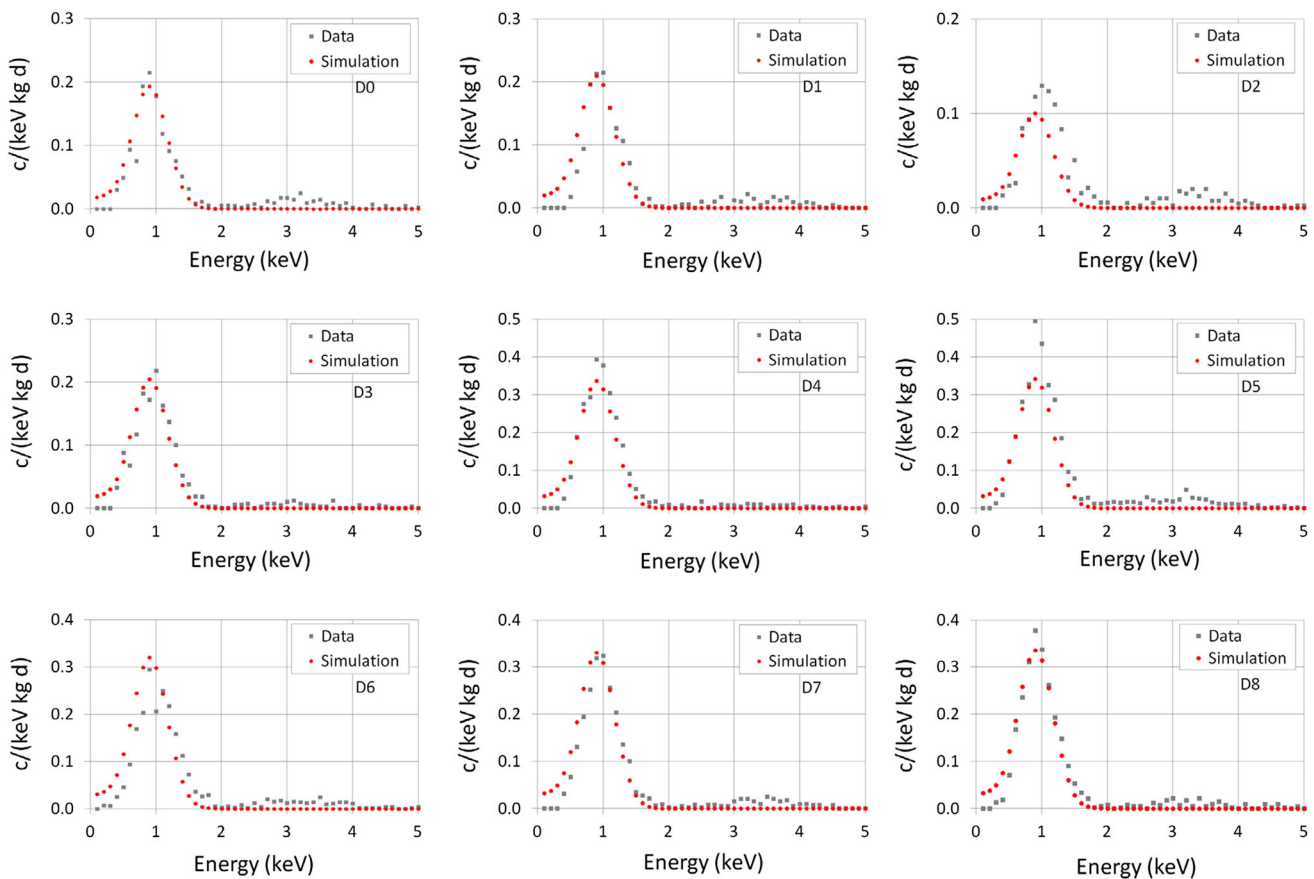 0.3
0.2
0.1
0.0
c/(keV kg d)
Data
Simulation
D0
0 1 2 3 4 5
Energy (keV)
0.3
0.2
0.1
0.0
c/(keV kg d)
Data
Simulation
D1
0 1 2 3 4 5
Energy (keV)
0.2
0.1
0.0
c/(keV kg d)
Data
Simulation
D2
0 1 2 3 4 5
Energy (keV)
0.3
0.2
0.1
0.0
c/(keV kg d)
Data
Simulation
D3
0 1 2 3 4 5
Energy (keV)
0.5
0.4
0.3
0.2
0.1
0.0
c/(keV kg d)
Data
Simulation
D4
0 1 2 3 4 5
Energy (keV)
0.5
0.4
0.3
0.2
0.1
0.0
c/(keV kg d)
Data
Simulation
D5
0 1 2 3 4 5
Energy (keV)
0.4
0.3
0.2
0.1
0.0
c/(keV kg d)
Data
Simulation
D6
0 1 2 3 4 5
Energy (keV)
0.4
0.3
0.2
0.1
0.0
c/(keV kg d)
Data
Simulation
D7
0 1 2 3 4 5
Energy (keV)
0.4
0.3
0.2
0.1
0.0
c/(keV kg d)
Data
Simulation
D8
0 1 2 3 4 5
Energy (keV)